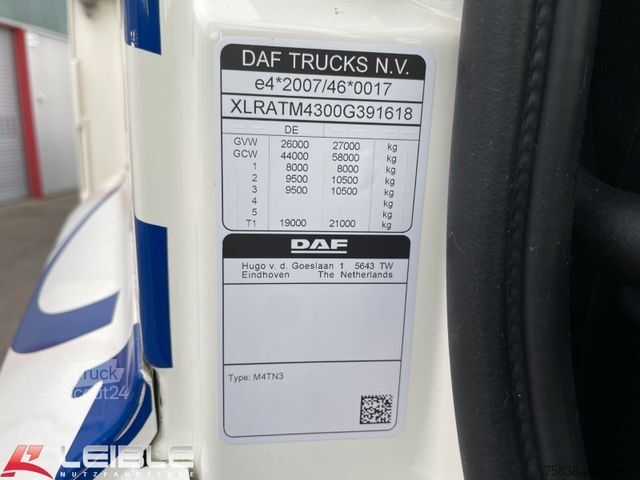 DAF TRUCKS N.V.
e4*2007/46*0017
XLRATM4300G391618
DE
GVW 26000 27000 kg
GCW 44000 58000 kg
1 8000 8000 kg
2 9500 10500 kg
3 9500 10500 kg
4 kg
5 kg
T1 19000 21000 kg
DAF
Hugo v. d. Goeslaan 1 5643 TW
Eindhoven The Netherlands
Type: M4TN3
Truck
Scout24
LEIBLE
NUTZFAHRZEUGE